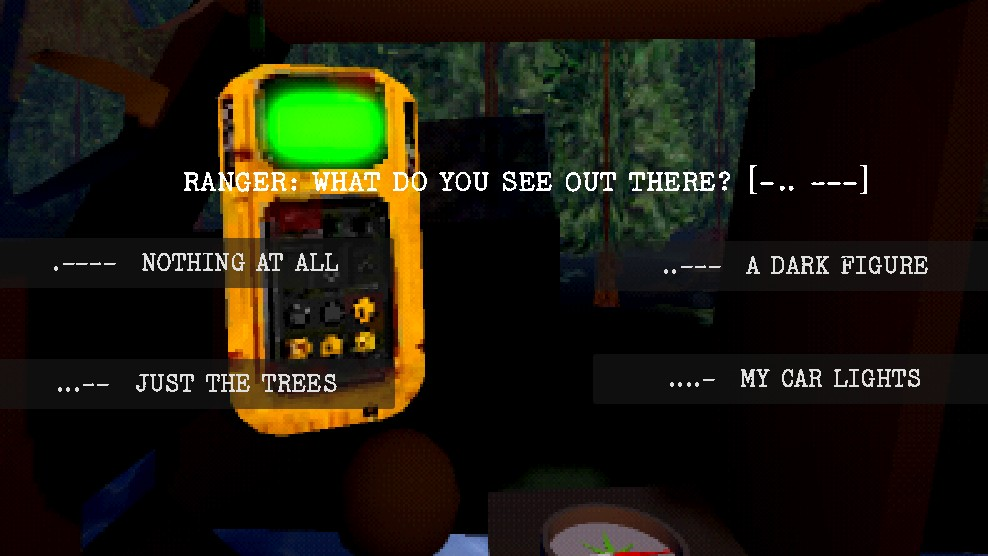 RANGER: WHAT DO YOU SEE OUT THERE? [-.. ---]
.---- NOTHING AT ALL
..--- A DARK FIGURE
...-- JUST THE TREES
....- MY CAR LIGHTS